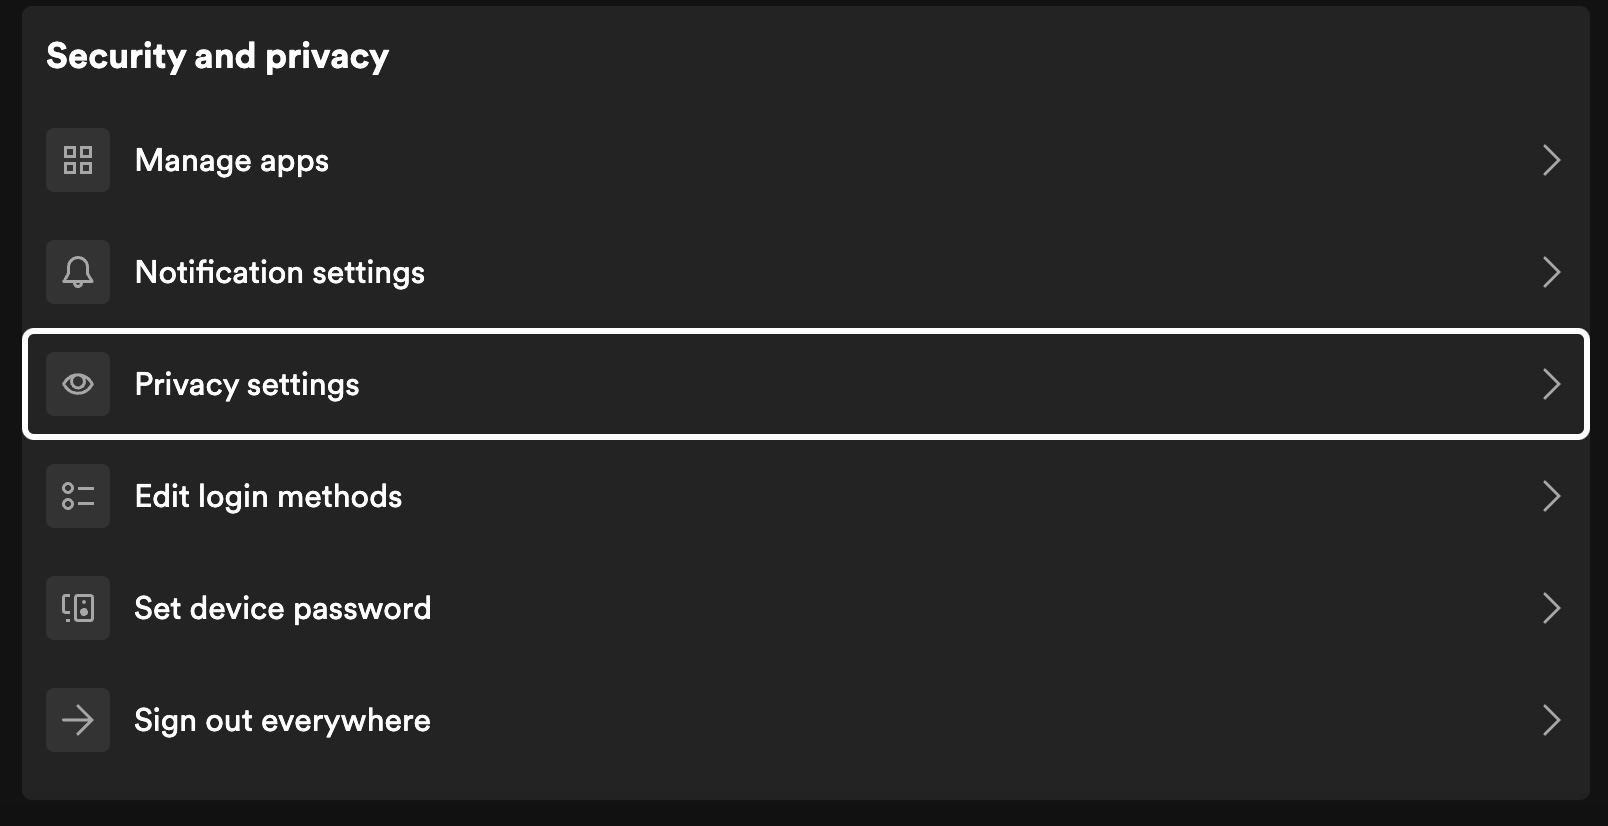 Security and privacy
Manage apps
Notification settings
Privacy settings
Edit login methods
Set device password
Sign out everywhere